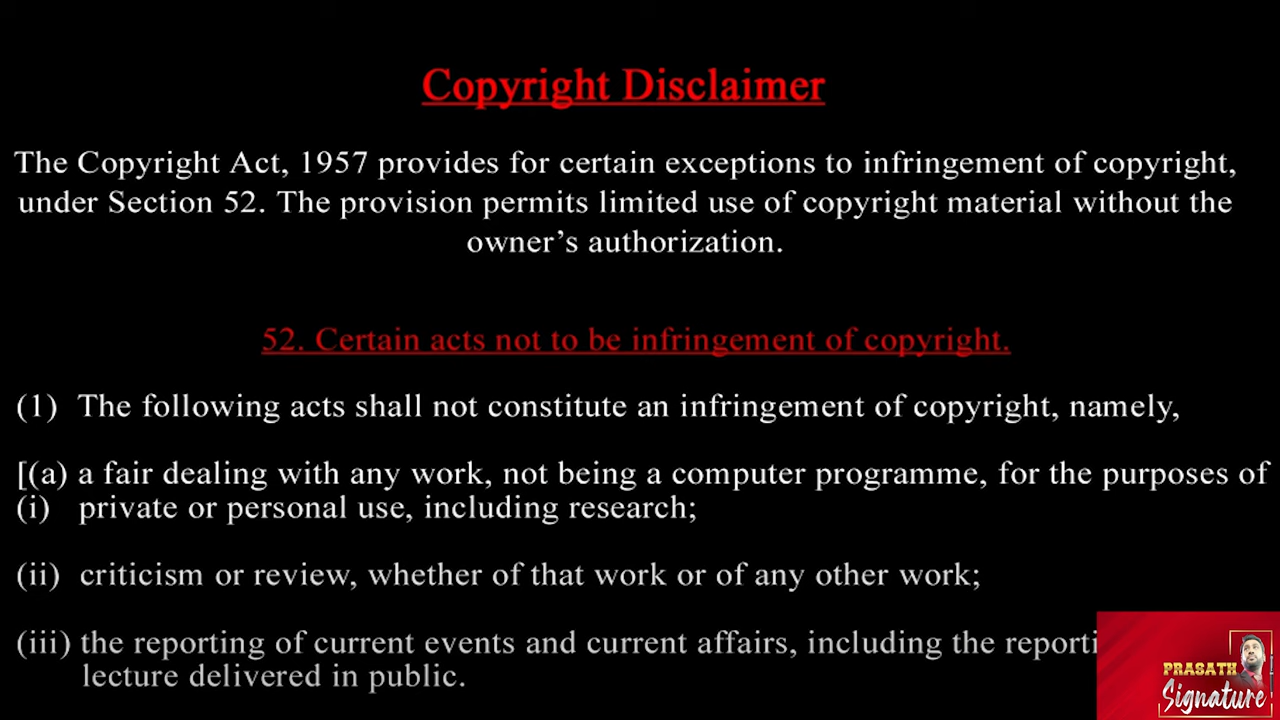 Copyright Disclaimer
The Copyright Act, 1957 provides for certain exceptions to infringement of copyright,
under Section 52. The provision permits limited use of copyright material without the
owner’s authorization.
52. Certain acts not to be infringement of copyright.
(1) The following acts shall not constitute an infringement of copyright, namely,
[(a) a fair dealing with any work, not being a computer programme, for the purposes of
(i) private or personal use, including research;
(ii) criticism or review, whether of that work or of any other work;
(iii) the reporting of current events and current affairs, including the reporti
lecture delivered in public.
PRASATH
Signature